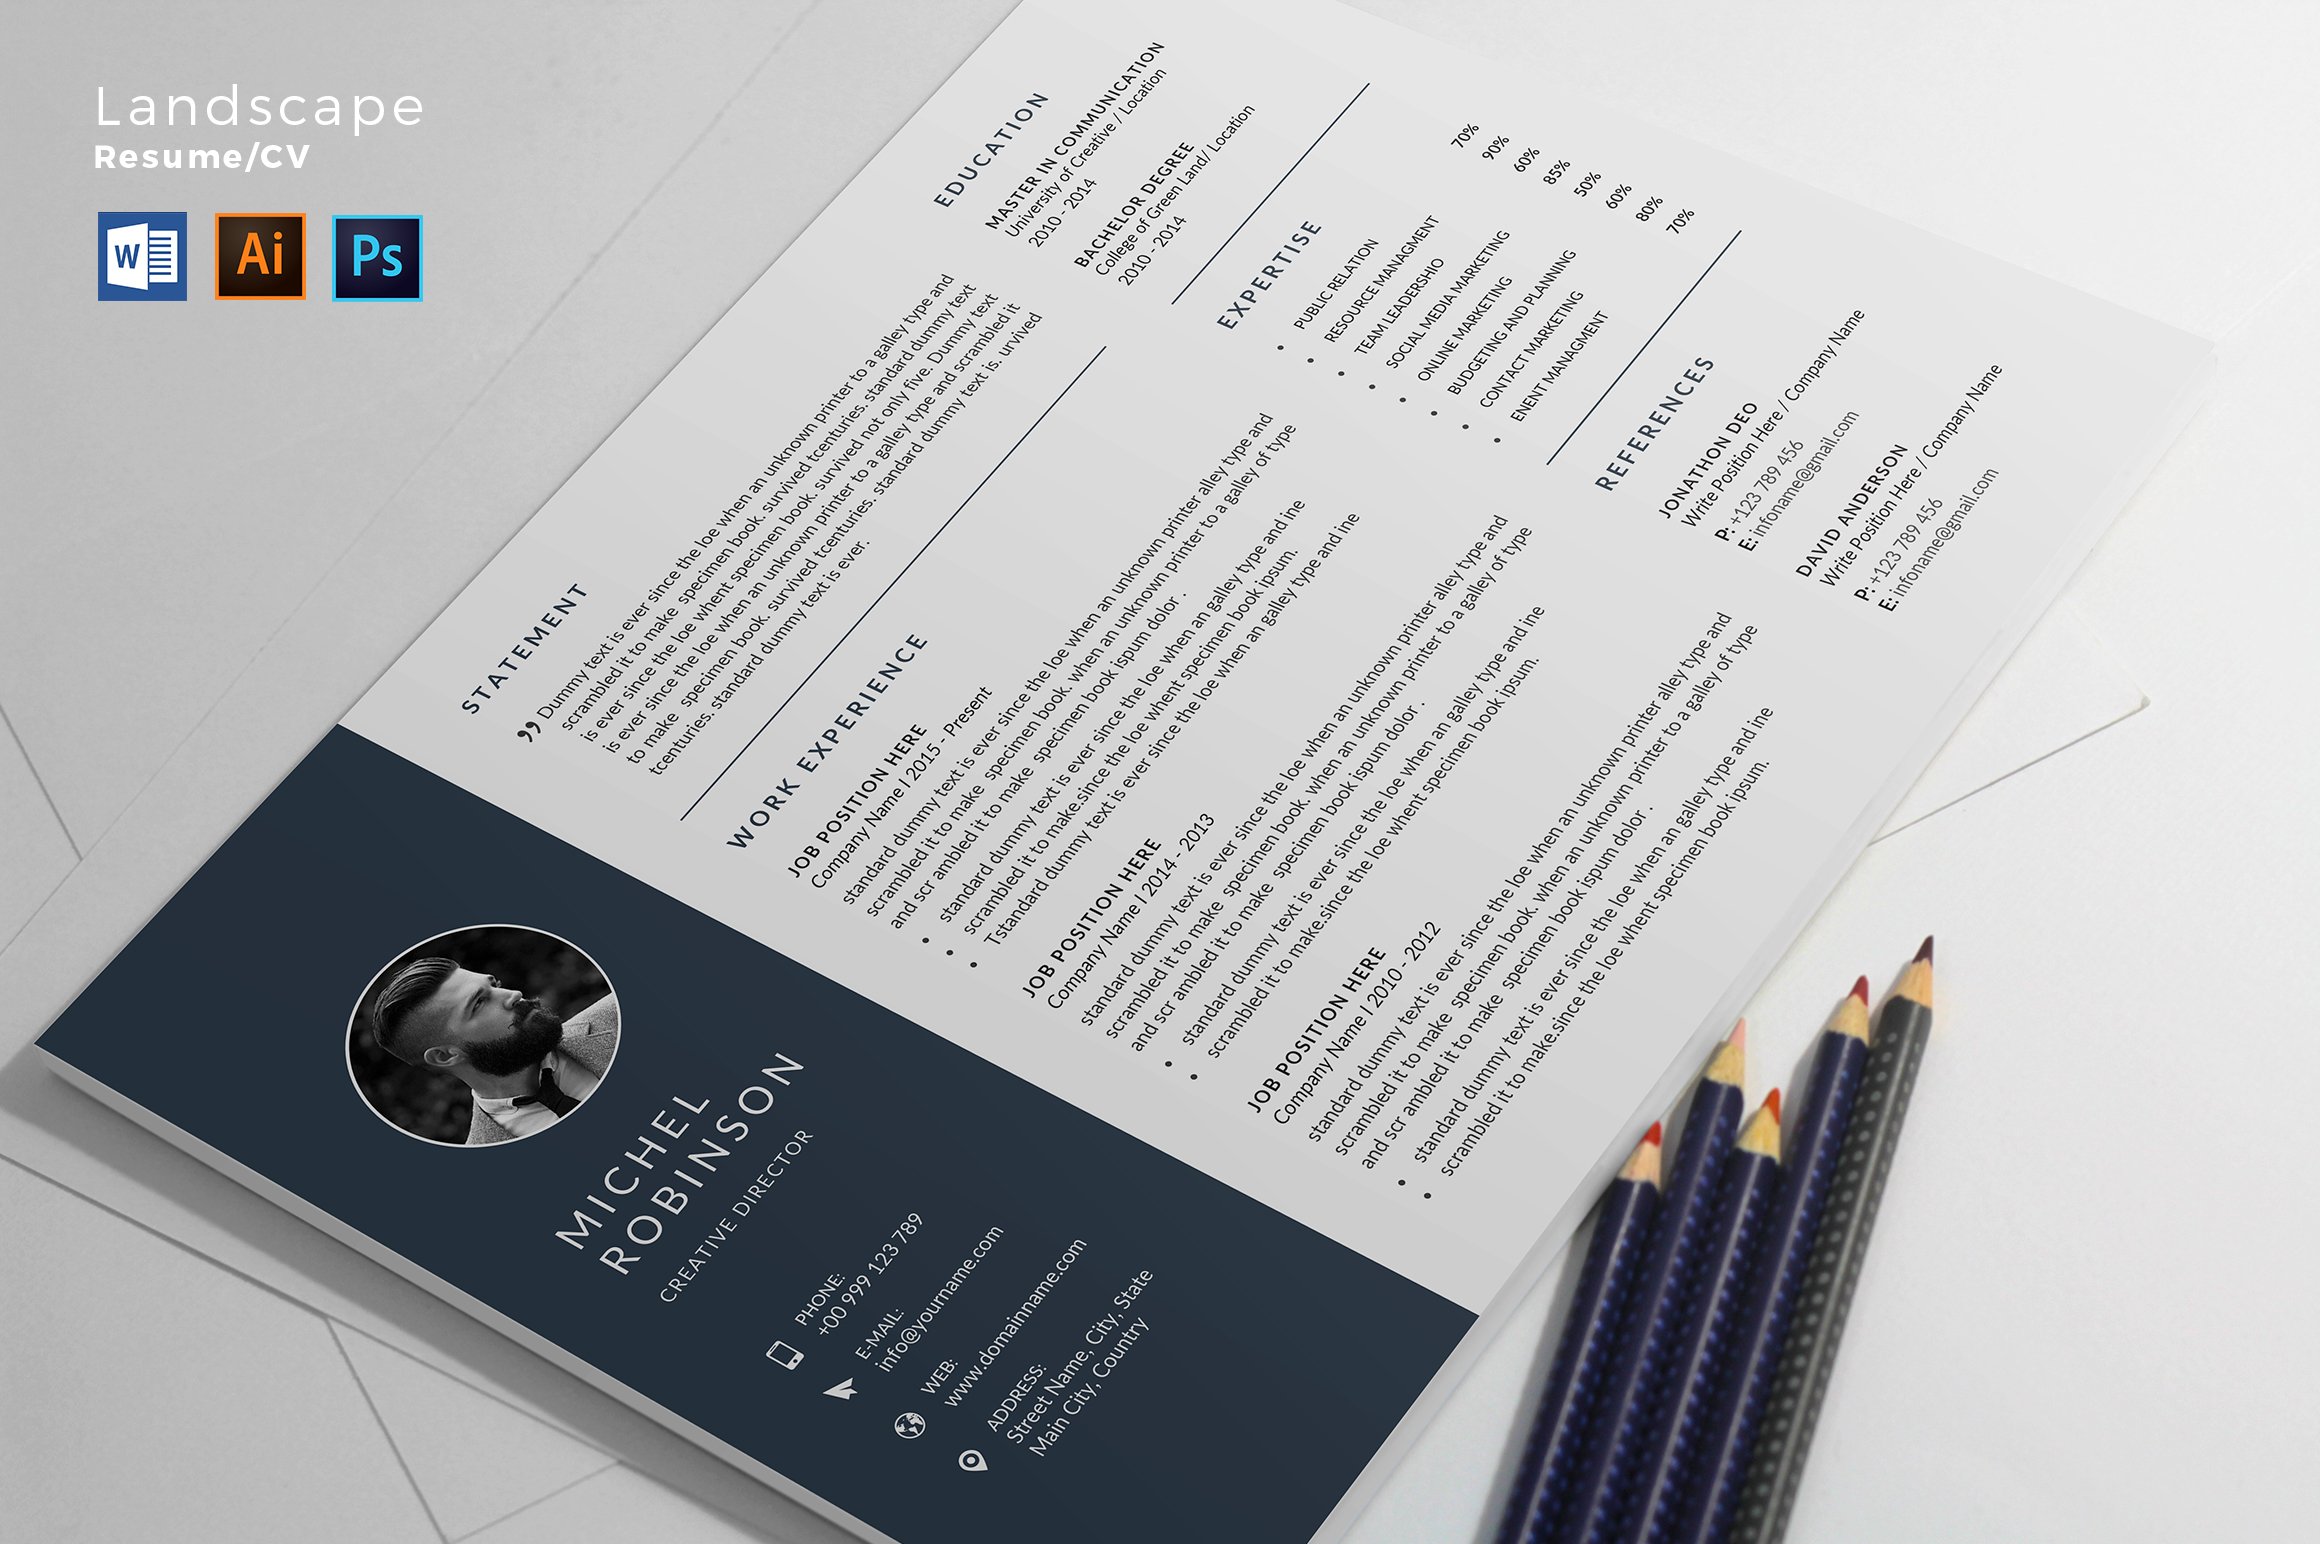 Landscape
Resume/CV
W
Ai
Ps
MICHEL
ROBINSON
CREATIVE DIRECTOR
PHONE:
+00 999 123 789
E-MAIL:
info@yourname.com
WEB:
www.domainname.com
ADDRESS:
Street Name, City, State
Main City, Country
STATEMENT
” Dummy text is ever since the loe when an unknown printer to a galley type and
scrambled it to make specimen book. survived tcenturies. standard dummy text
is ever since the loe whent specimen book. survived not only five. Dummy text
is ever since the loe when an unknown printer to a galley type and scrambled it
to make specimen book. survived tcenturies. standard dummy text is. urvived
tcenturies. standard dummy text is ever.
WORK EXPERIENCE
JOB POSITION HERE
Company Name / 2015 - Present
standard dummy text is ever since the loe when an unknown printer alley type and
scrambled it to make specimen book. when an unknown printer to a galley of type
and scr ambled it to make specimen book ispum dolor .
• standard dummy text is ever since the loe when an galley type and ine
• scrambled it to make.since the loe whent specimen book ipsum.
• Tstandard dummy text is ever since the loe when an galley type and ine
JOB POSITION HERE
Company Name / 2014 - 2013
standard dummy text is ever since the loe when an unknown printer alley type and
scrambled it to make specimen book. when an unknown printer to a galley of type
and scr ambled it to make specimen book ispum dolor .
• standard dummy text is ever since the loe when an galley type and ine
• scrambled it to make.since the loe whent specimen book ipsum.
JOB POSITION HERE
Company Name / 2010 - 2012
standard dummy text is ever since the loe when an unknown printer alley type and
scrambled it to make specimen book. when an unknown printer to a galley of type
and scr ambled it to make specimen book ispum dolor .
• standard dummy text is ever since the loe when an galley type and ine
• scrambled it to make.since the loe whent specimen book ipsum.
EDUCATION
MASTER IN COMMUNICATION
University of Creative / Location
2010 - 2014
BACHELOR DEGREE
College of Green Land/ Location
2010 - 2014
EXPERTISE
• PUBLIC RELATION 70%
• RESOURCE MANAGMENT 90%
• TEAM LEADERSHIO 60%
• SOCIAL MEDIA MARKETING 85%
• ONLINE MARKETING 50%
• BUDGETING AND PLANNING 60%
• CONTACT MARKETING 80%
• ENENT MANAGMENT 70%
REFERENCES
JONATHON DEO
Write Position Here / Company Name
P: +123 789 456
E: infoname@gmail.com
DAVID ANDERSON
Write Position Here / Company Name
P: +123 789 456
E: infoname@gmail.com